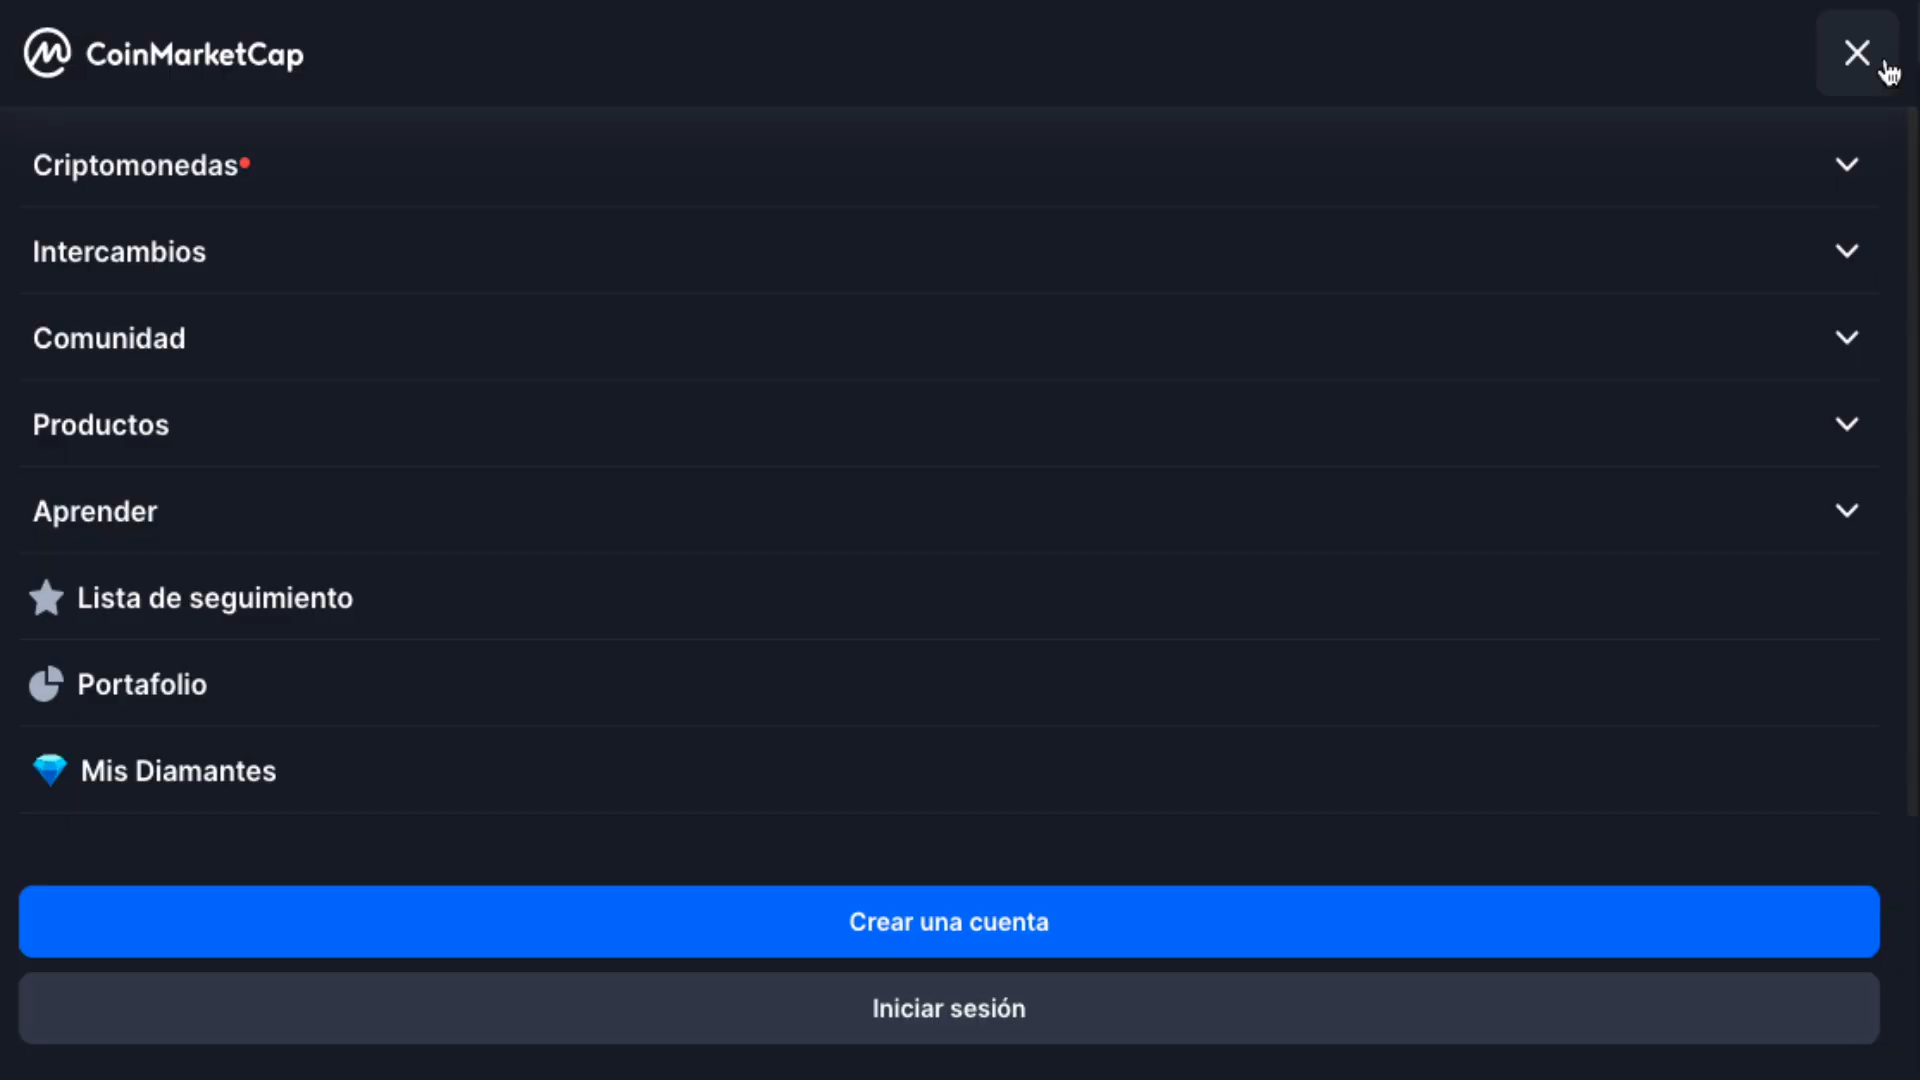 CoinMarketCap
Criptomonedas
Intercambios
Comunidad
Productos
Aprender
Lista de seguimiento
Portafolio
Mis Diamantes
Crear una cuenta
Iniciar sesión